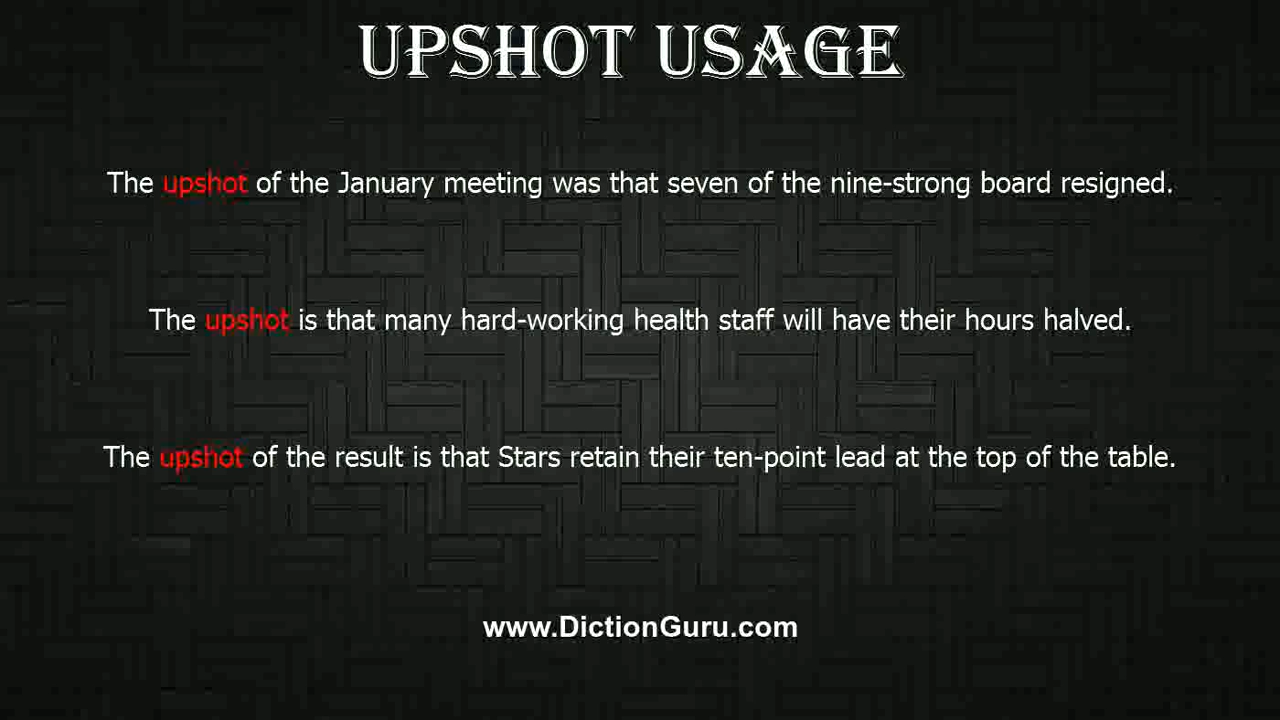 UPSHOT USAGE
The upshot of the January meeting was that seven of the nine-strong board resigned.
The upshot is that many hard-working health staff will have their hours halved.
The upshot of the result is that Stars retain their ten-point lead at the top of the table.
www.DictionGuru.com